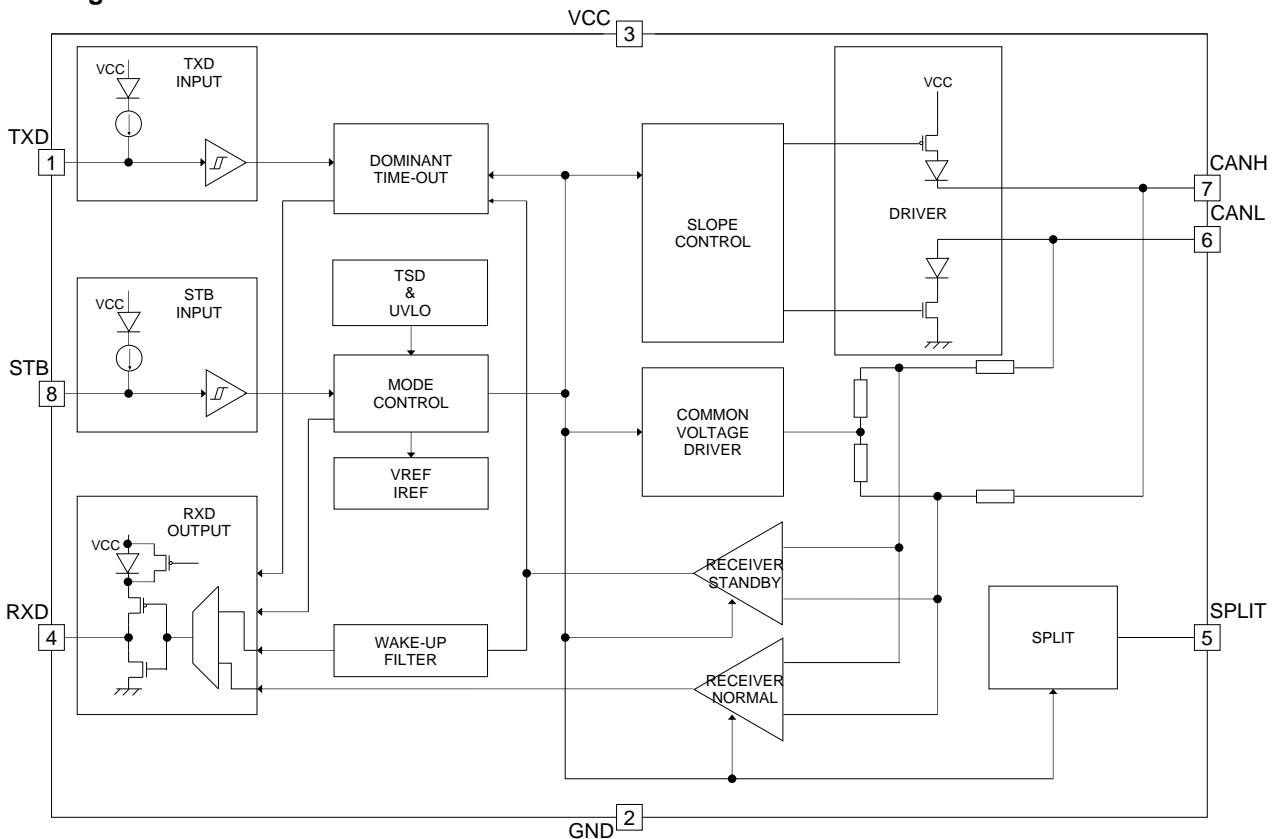 VCC
3
TXD
INPUT
VCC
TXD
1
DOMINANT
TIME-OUT
SLOPE
CONTROL
VCC
DRIVER
CANH
7
CANL
6
STB
INPUT
VCC
STB
8
TSD
&
UVLO
MODE
CONTROL
VREF
IREF
COMMON
VOLTAGE
DRIVER
RXD
OUTPUT
VCC
RXD
4
WAKE-UP
FILTER
RECEIVER
STANDBY
RECEIVER
NORMAL
SPLIT
SPLIT
5
GND
2